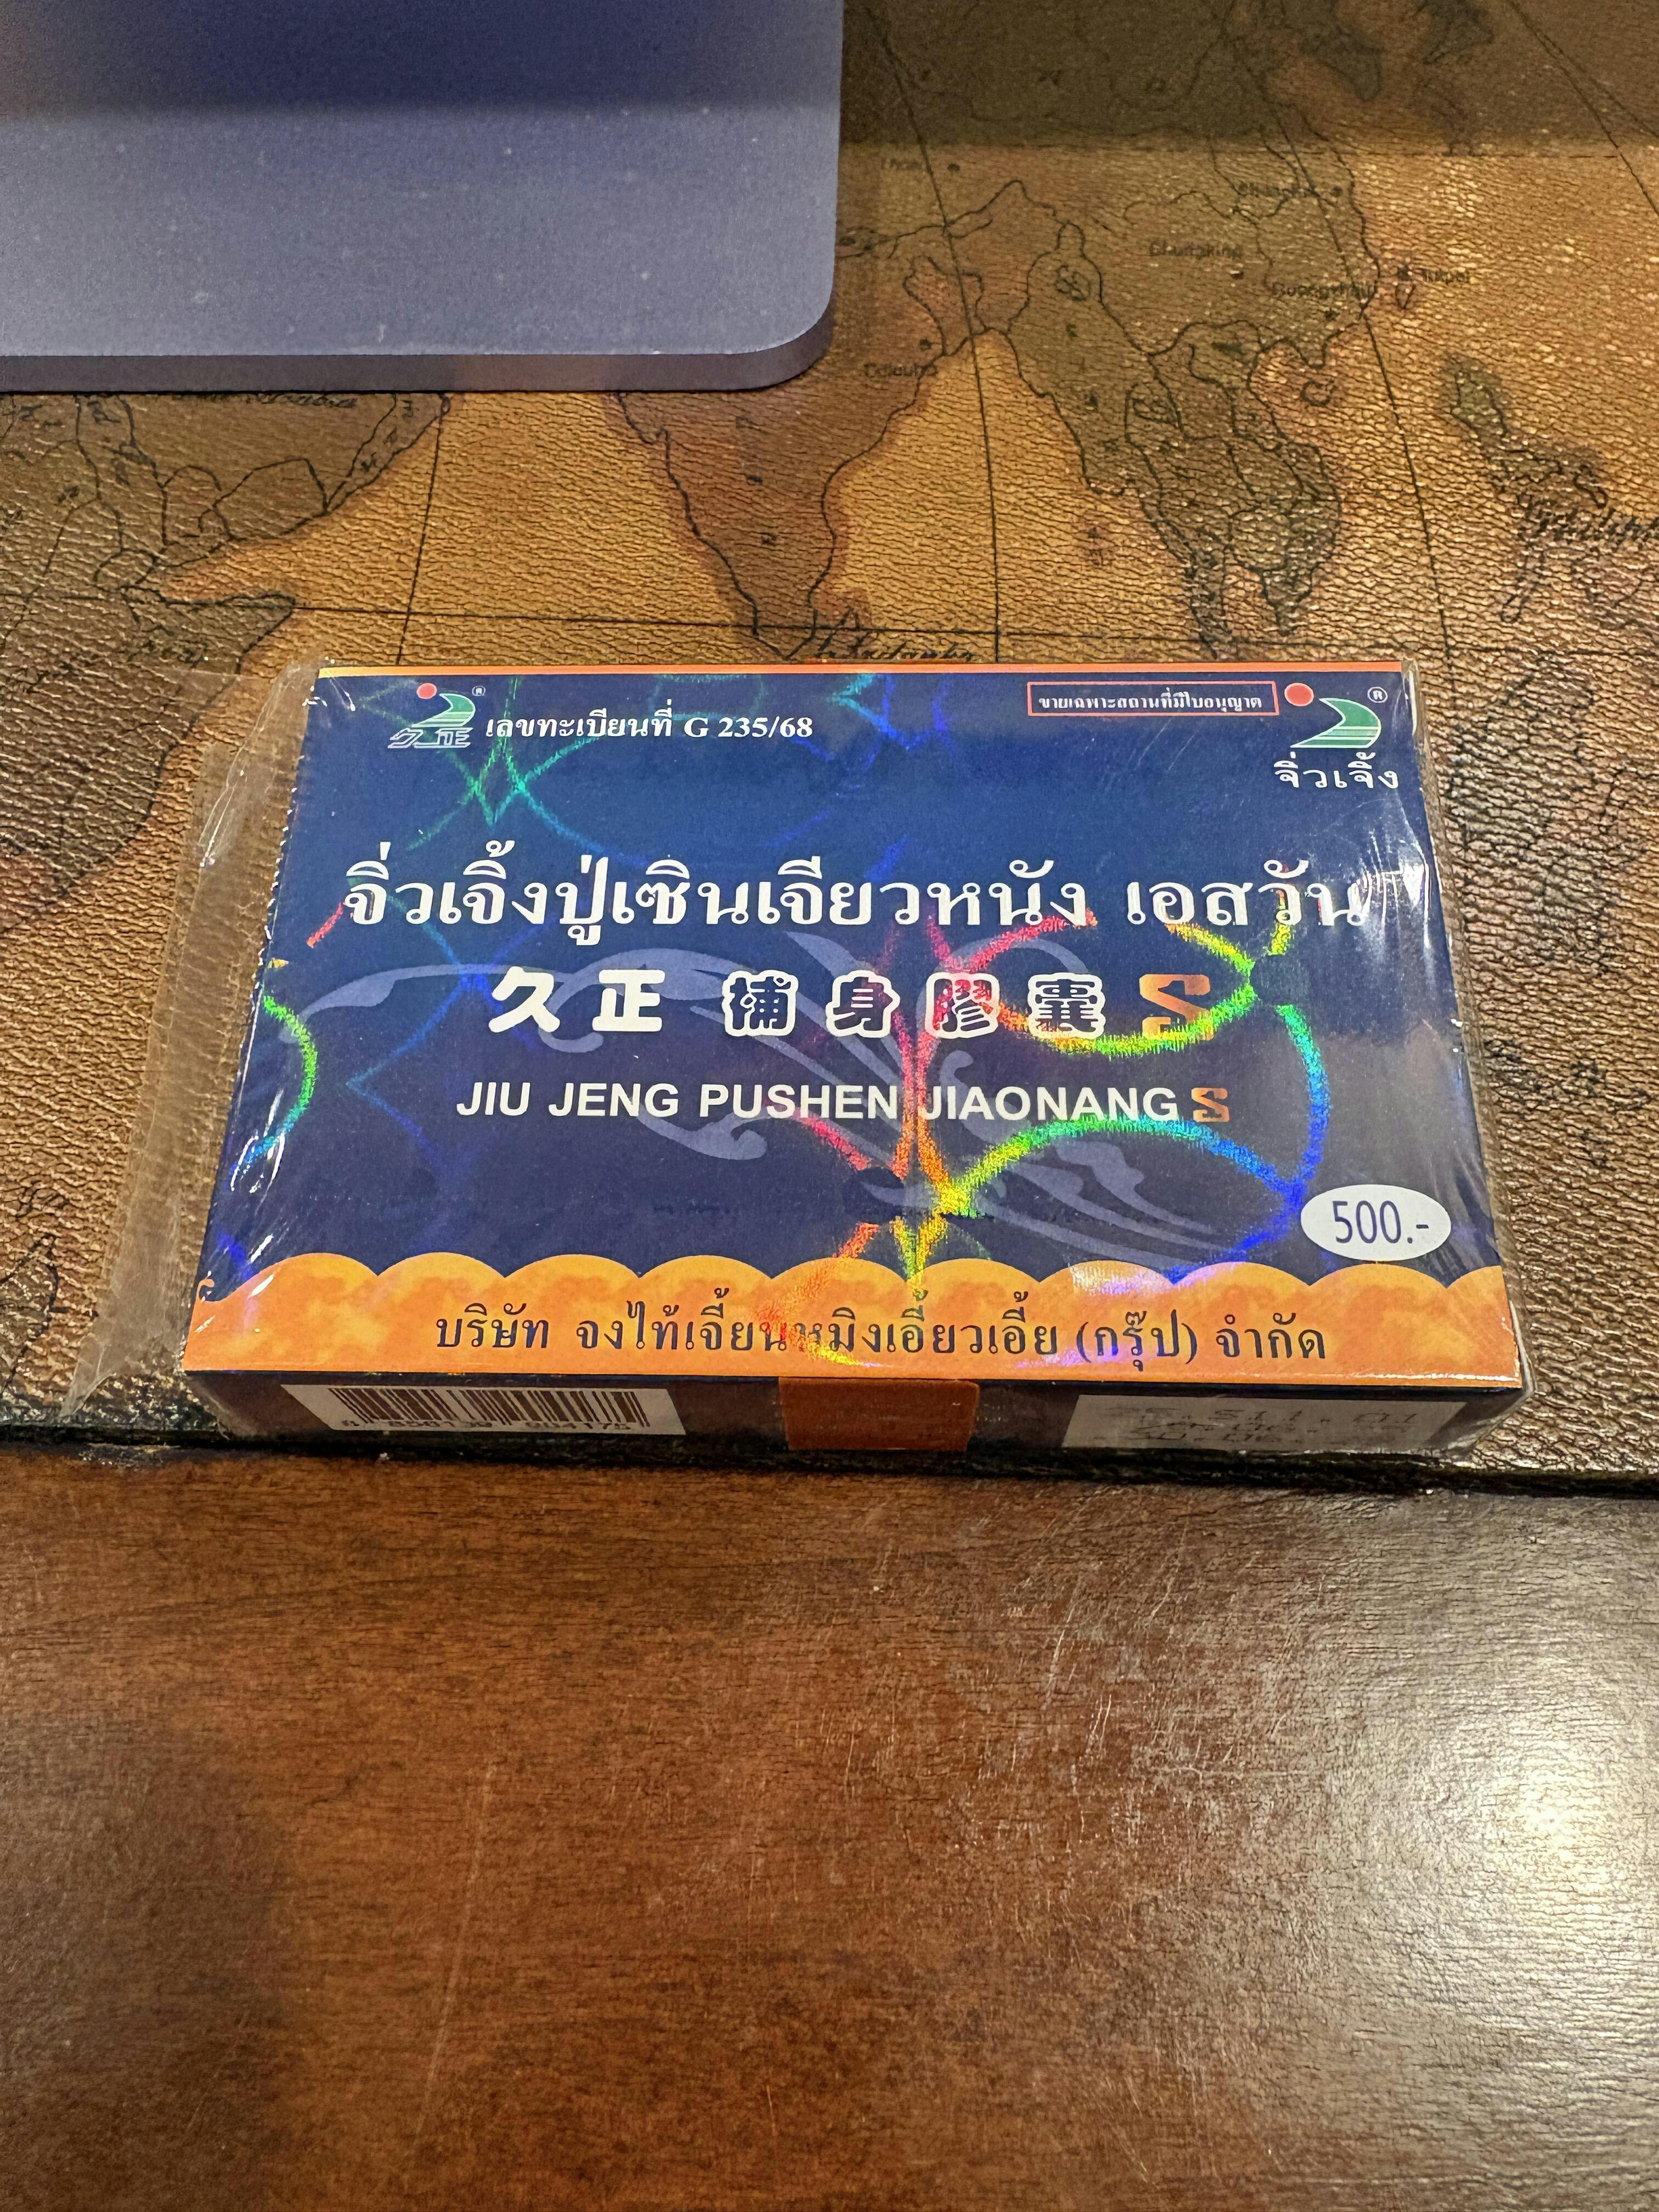 เลขทะเบียนที่ G 235/68
ขายเฉพาะสถานที่มีใบอนุญาต
จิ่วเจิ้ง
จิ่วเจิ้งปู่เซินเจียวหนัง เอสวัน
久正 補身膠囊 S
JIU JENG PUSHEN JIAONANG S
500.-
บริษัท จงไท้เจี้ยนหมิงเอี้ยวเอี้ย (กรุ๊ป) จำกัด
Taipei